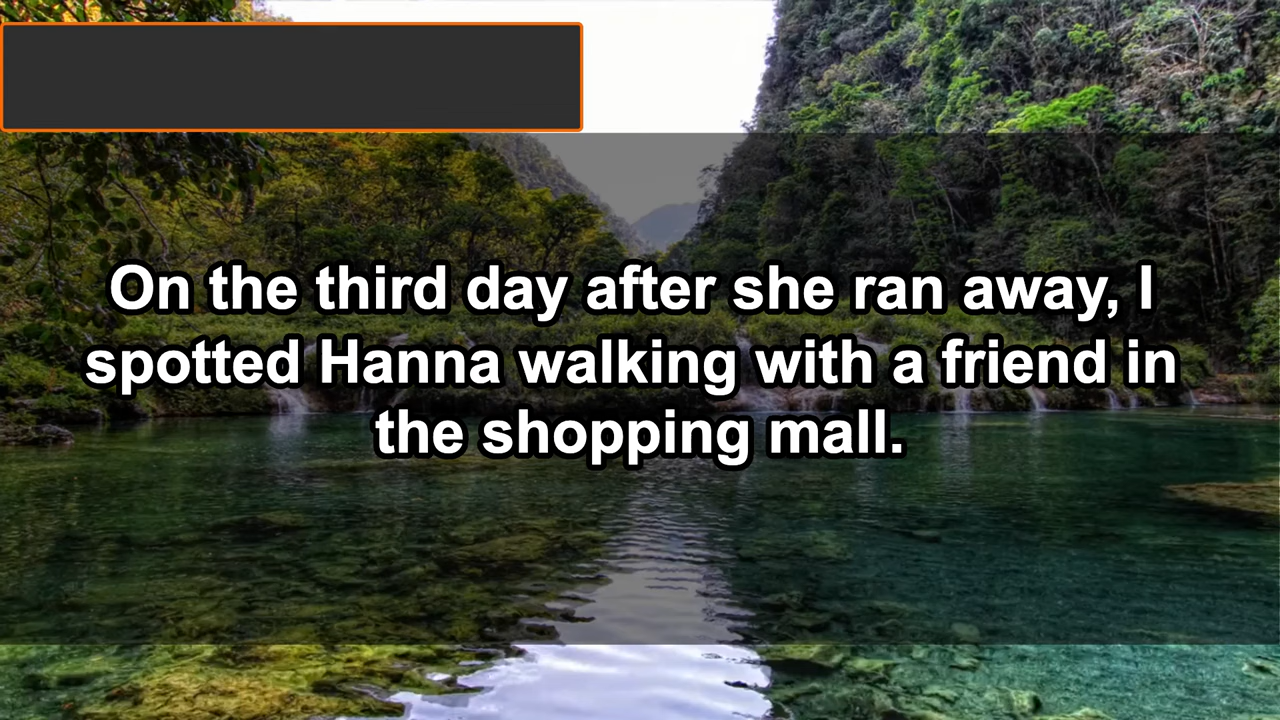 On the third day after she ran away, I
spotted Hanna walking with a friend in
the shopping mall.